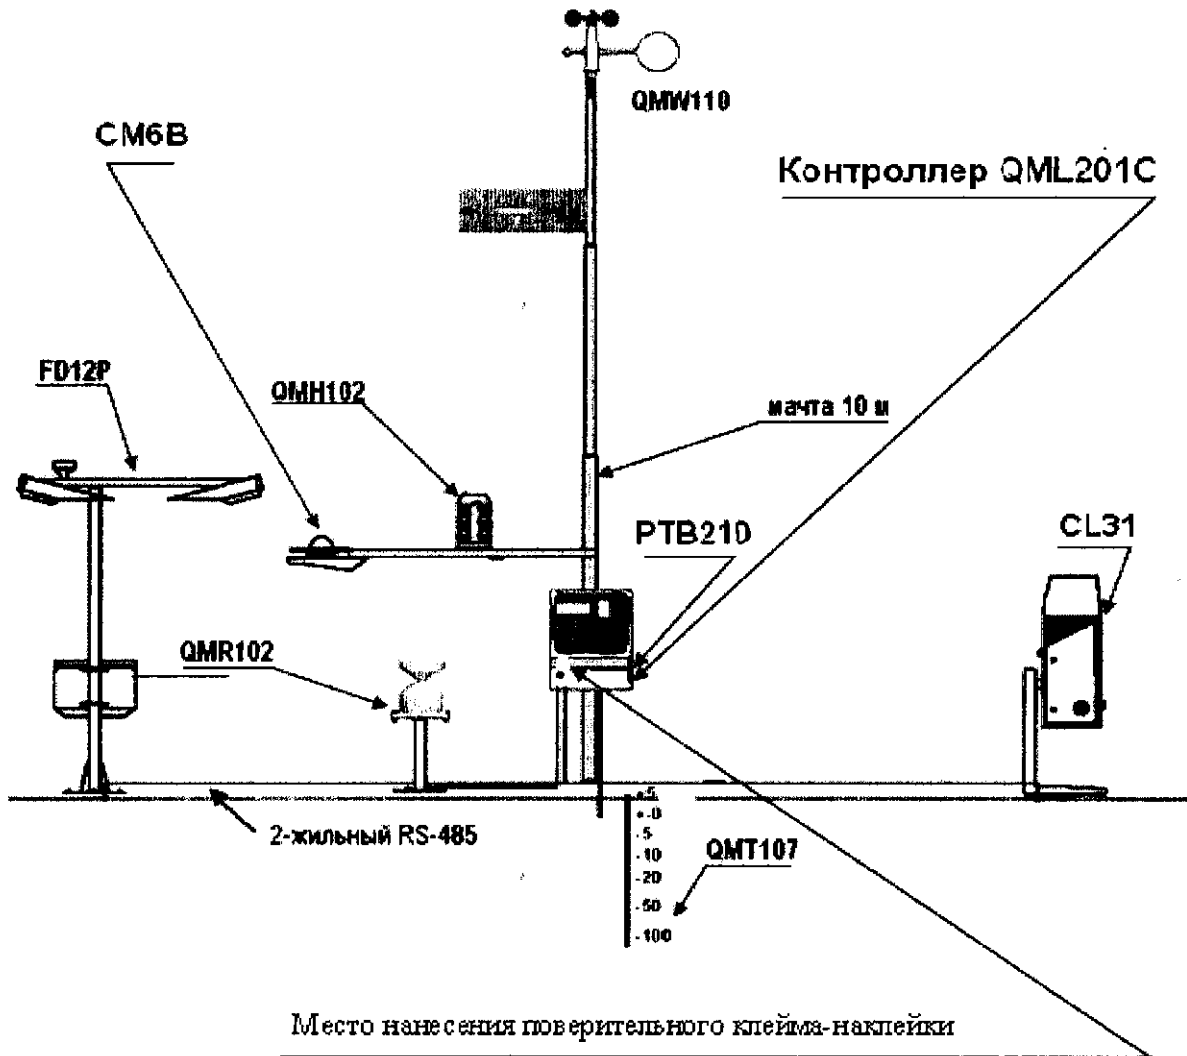 QMW110
CM6B
Контроллер QML201C
FD12P
QMH102
мачта 10 м
PTB210
CL31
QMR102
2-жильный RS-485
+5
+-0
-5
-10
-20
-50
-100
QMT107
Место нанесения поверительного клейма-наклейки